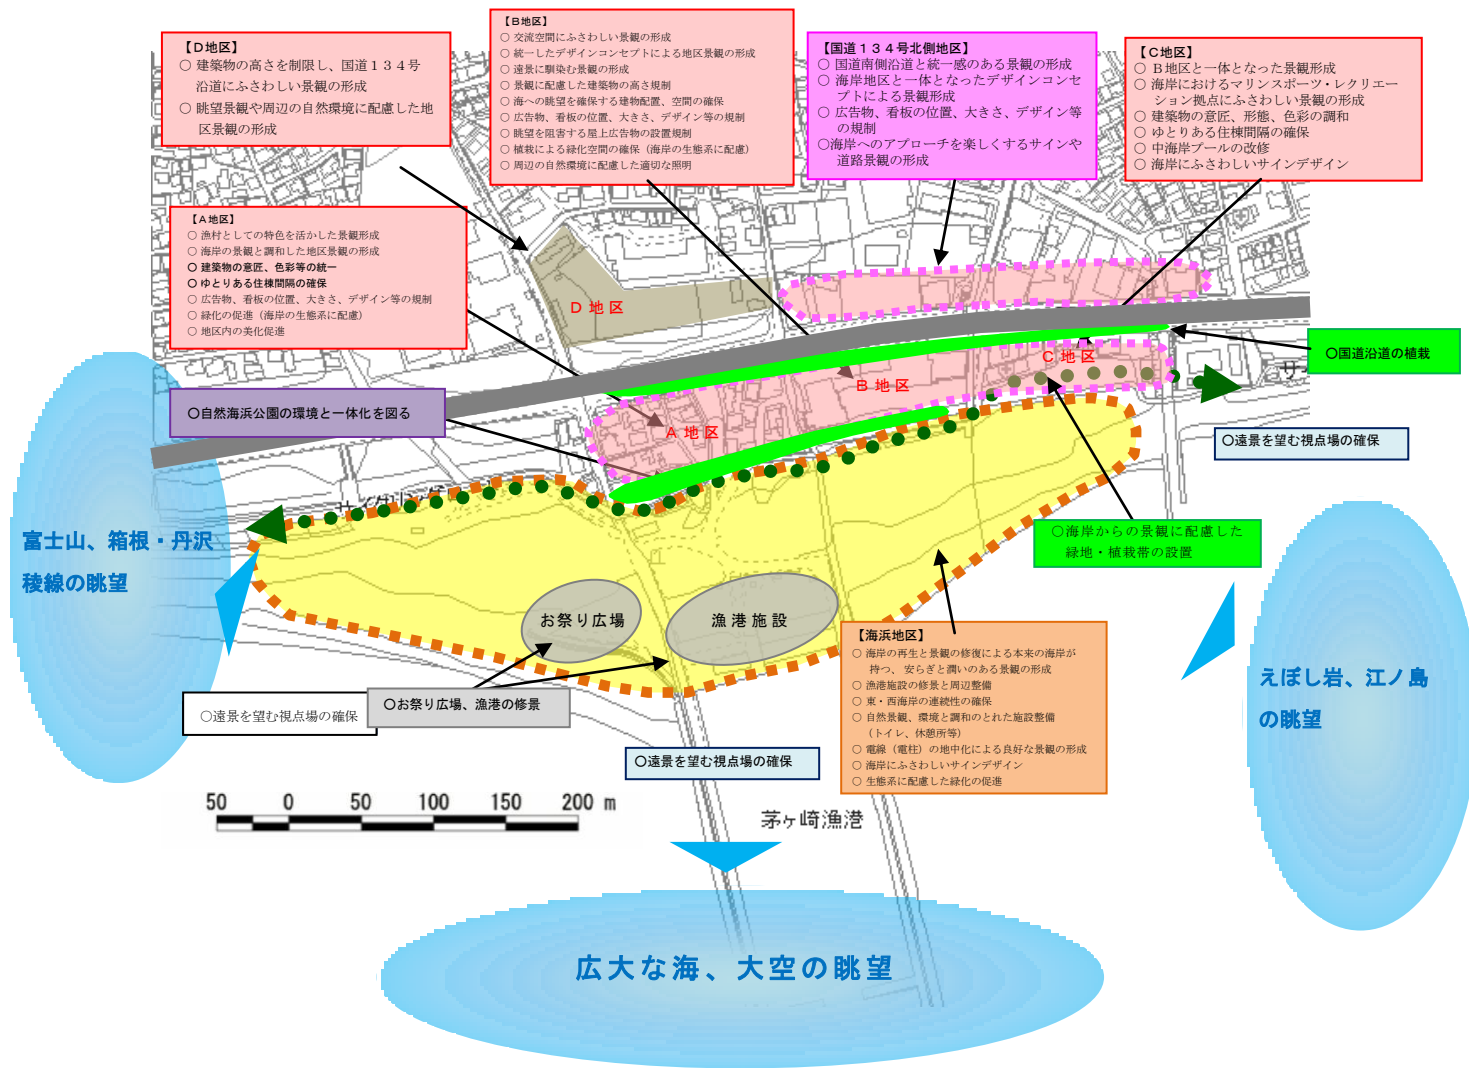 【Ｄ地区】
○ 建築物の高さを制限し、国道１３４号
沿道にふさわしい景観の形成
○ 眺望景観や周辺の自然環境に配慮した地
区景観の形成
【Ｂ地区】
○ 交流空間にふさわしい景観の形成
○ 統一したデザインコンセプトによる地区景観の形成
○ 遠景に馴染む景観の形成
○ 景観に配慮した建築物の高さ規制
○ 海への眺望を確保する建物配置、空間の確保
○ 広告物、看板の位置、大きさ、デザイン等の規制
○ 眺望を阻害する屋上広告物の設置規制
○ 植栽による緑化空間の確保（海岸の生態系に配慮）
○ 周辺の自然環境に配慮した適切な照明
【国道１３４号北側地区】
○ 国道南側沿道と統一感のある景観の形成
○ 海岸地区と一体となったデザインコンセ
プトによる景観形成
○ 広告物、看板の位置、大きさ、デザイン等
の規制
○海岸へのアプローチを楽しくするサインや
道路景観の形成
【Ｃ地区】
○ Ｂ地区と一体となった景観形成
○ 海岸におけるマリンスポーツ・レクリエー
ション拠点にふさわしい景観の形成
○ 建築物の意匠、形態、色彩の調和
○ ゆとりある住棟間隔の確保
○ 中海岸プールの改修
○ 海岸にふさわしいサインデザイン
【Ａ地区】
○ 漁村としての特色を活かした景観形成
○ 海岸の景観と調和した地区景観の形成
○ 建築物の意匠、色彩等の統一
○ ゆとりある住棟間隔の確保
○ 広告物、看板の位置、大きさ、デザイン等の規制
○ 緑化の促進（海岸の生態系に配慮）
○ 地区内の美化促進
Ｄ 地 区
Ｃ 地 区
Ｂ 地 区
Ａ 地 区
○国道沿道の植栽
○自然海浜公園の環境と一体化を図る
○遠景を望む視点場の確保
富士山、箱根・丹沢
稜線の眺望
○海岸からの景観に配慮した
緑地・植栽帯の設置
お祭り広場
漁 港 施 設
【海浜地区】
○ 海岸の再生と景観の修復による本来の海岸が
持つ、安らぎと潤いのある景観の形成
○ 漁港施設の修景と周辺整備
○ 東・西海岸の連続性の確保
○ 自然景観、環境と調和のとれた施設整備
（トイレ、休憩所等）
○ 電線（電柱）の地中化による良好な景観の形成
○ 海岸にふさわしいサインデザイン
○ 生態系に配慮した緑化の促進
えぼし岩、江ノ島
の眺望
○遠景を望む視点場の確保
○お祭り広場、漁港の修景
○遠景を望む視点場の確保
50 0 50 100 150 200 m
茅ヶ崎漁港
広大な海、大空の眺望